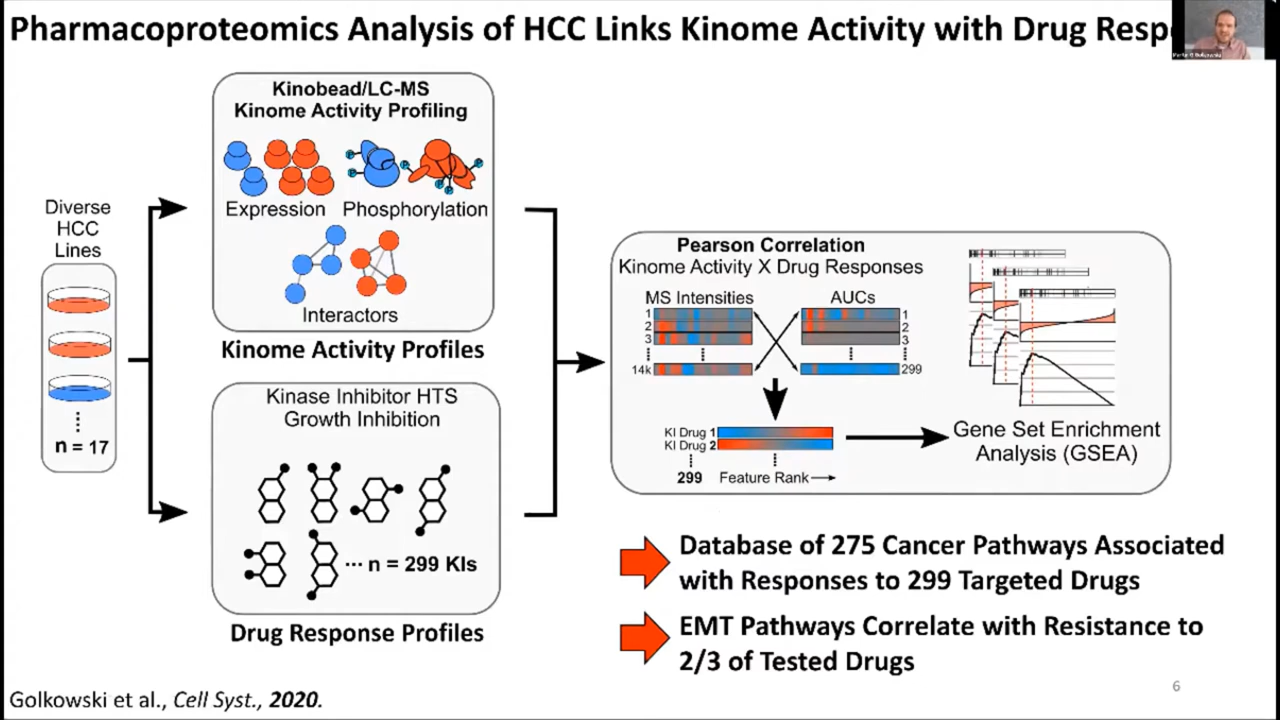 Pharmacoproteomics Analysis of HCC Links Kinome Activity with Drug Resp
Kinobead/LC-MS
Kinome Activity Profiling
Expression
Phosphorylation
Interactors
Kinome Activity Profiles
Diverse
HCC
Lines
n = 17
Kinase Inhibitor HTS
Growth Inhibition
n = 299 KIs
Drug Response Profiles
Pearson Correlation
Kinome Activity X Drug Responses
MS Intensities
AUCs
1
2
3
14k
1
2
3
299
KI Drug 1
KI Drug 2
299
Feature Rank
Gene Set Enrichment
Analysis (GSEA)
Database of 275 Cancer Pathways Associated
with Responses to 299 Targeted Drugs
EMT Pathways Correlate with Resistance to
2/3 of Tested Drugs
6
Golkowski et al., Cell Syst., 2020.